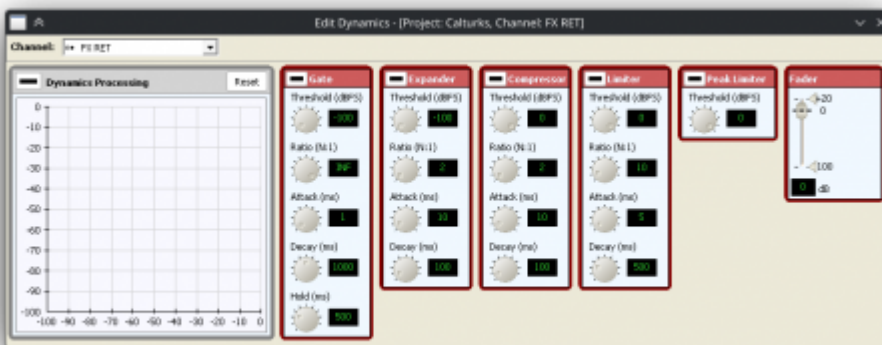 Edit Dynamics - [Project: Calturks, Channel: FX RET]
Channel: FX RET
Dynamics Processing Reset
0
-10
-20
-30
-40
-50
-60
-70
-80
-90
-100
-100 -90 -80 -70 -60 -50 -40 -30 -20 -10 0
Gate
Threshold (dBFS)
-100
Ratio (N:1)
INF
Attack (ms)
1
Decay (ms)
1000
Hold (ms)
500
Expander
Threshold (dBFS)
-100
Ratio (N:1)
2
Attack (ms)
10
Decay (ms)
100
Compressor
Threshold (dBFS)
0
Ratio (N:1)
2
Attack (ms)
10
Decay (ms)
100
Limiter
Threshold (dBFS)
0
Ratio (N:1)
10
Attack (ms)
5
Decay (ms)
500
Peak Limiter
Threshold (dBFS)
0
Fader
+20
0
-100
0 dB